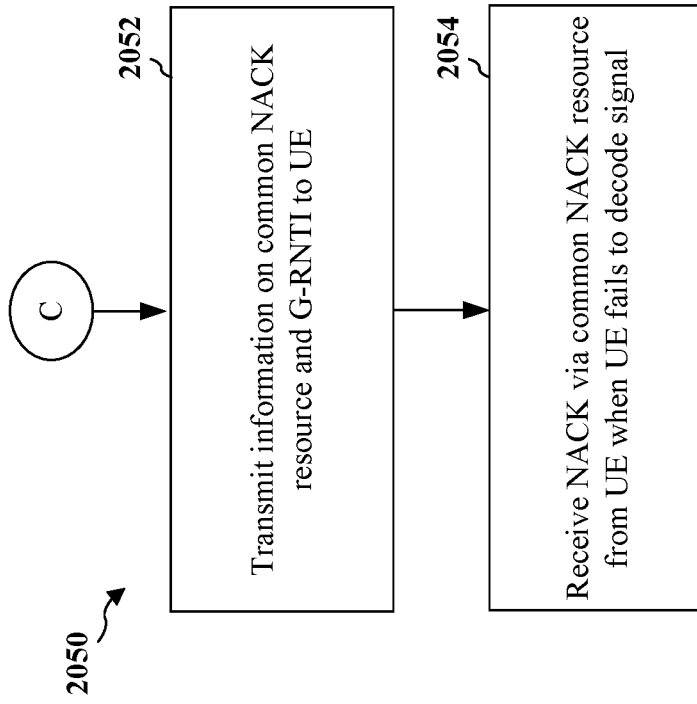 2050
C
2052
Transmit information on common NACK
resource and G-RNTI to UE
2054
Receive NACK via common NACK resource
from UE when UE fails to decode signal